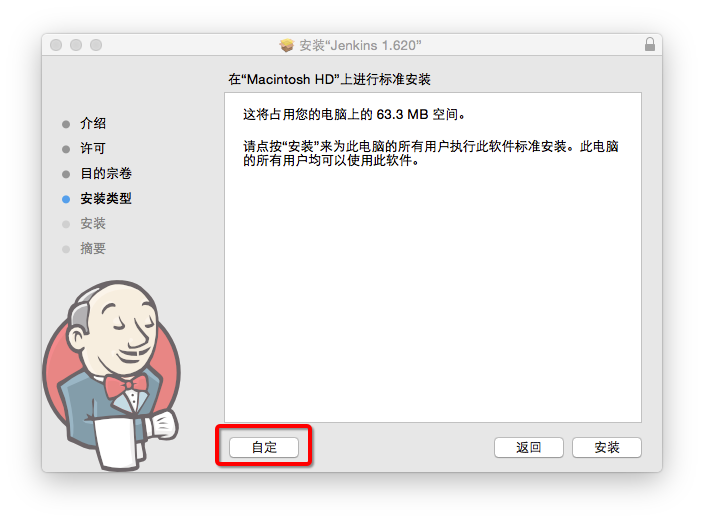 安装“Jenkins 1.620”
在“Macintosh HD”上进行标准安装
介绍
许可
目的宗卷
安装类型
安装
摘要
这将占用您的电脑上的 63.3 MB 空间。
请点按“安装”来为此电脑的所有用户执行此软件标准安装。此电脑
的所有用户均可以使用此软件。
自定
返回
安装